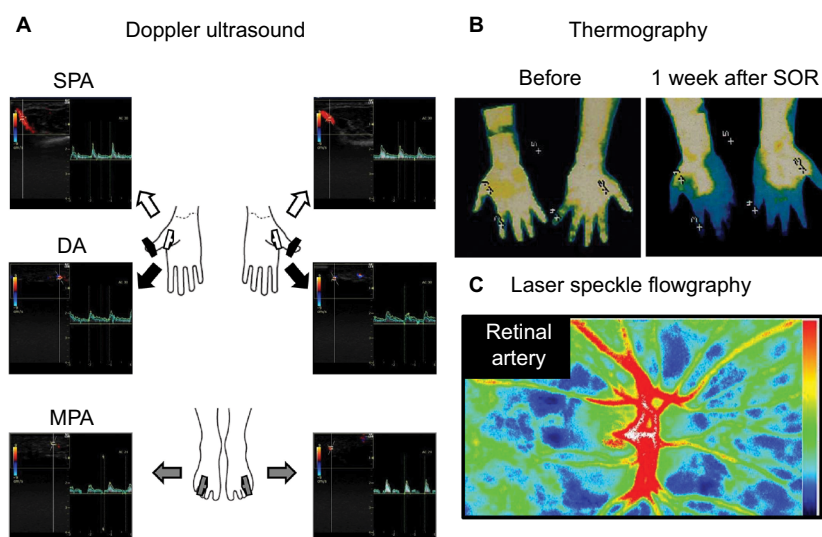 A
Doppler ultrasound
SPA
DA
MPA
B
Thermography
Before
1 week after SOR
C
Laser speckle flowgraphy
Retinal
artery